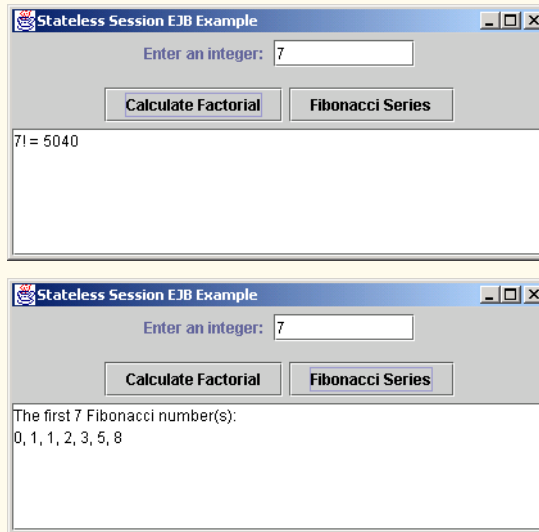 Stateless Session EJB Example
Enter an integer: 7
Calculate Factorial Fibonacci Series
7! = 5040
Stateless Session EJB Example
Enter an integer: 7
Calculate Factorial Fibonacci Series
The first 7 Fibonacci number(s):
0, 1, 1, 2, 3, 5, 8